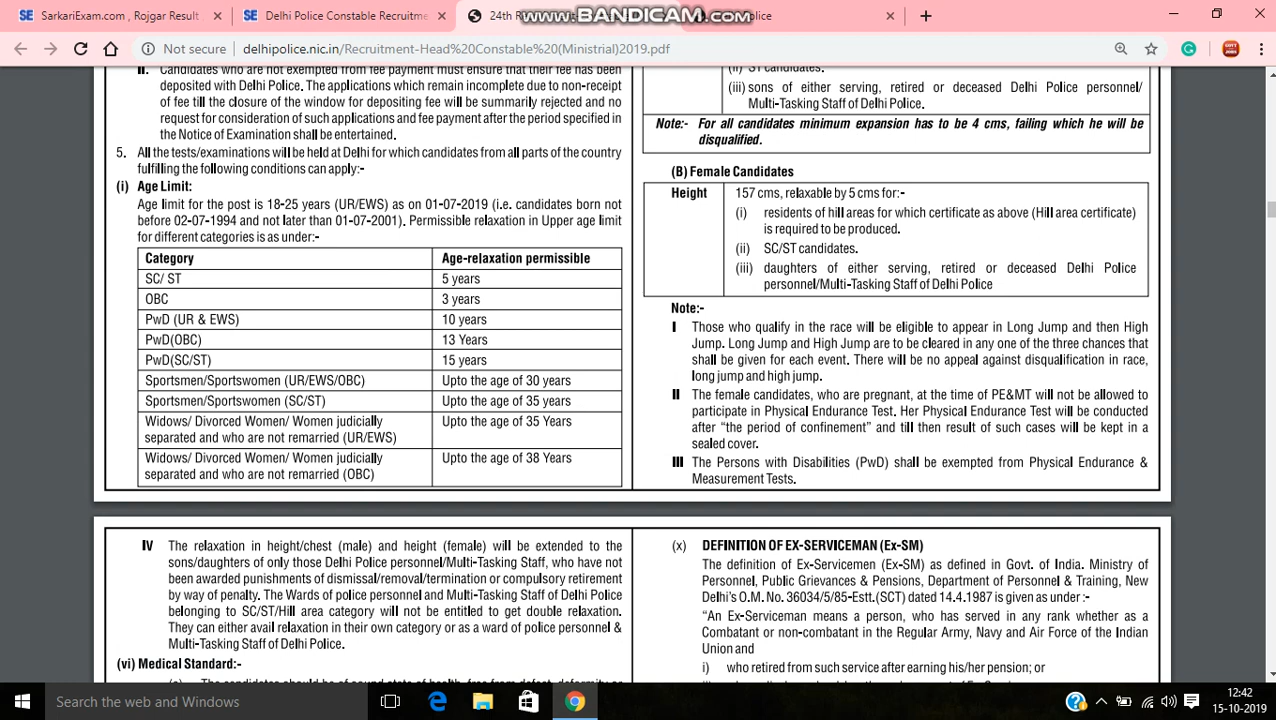 SarkariExam.com , Rojgar Result
Delhi Police Constable Recruitme
24th R
www.BANDICAM.com
lice
Not secure
delhipolice.nic.in/Recruitment-Head%20Constable%20(Ministrial)2019.pdf
II. Candidates who are not exempted from fee payment must ensure that their fee has been
deposited with Delhi Police. The applications which remain incomplete due to non-receipt
of fee till the closure of the window for depositing fee will be summarily rejected and no
request for consideration of such applications and fee payment after the period specified in
the Notice of Examination shall be entertained.
5. All the tests/examinations will be held at Delhi for which candidates from all parts of the country
fulfilling the following conditions can apply:-
(i) Age Limit:
Age limit for the post is 18-25 years (UR/EWS) as on 01-07-2019 (i.e. candidates born not
before 02-07-1994 and not later than 01-07-2001). Permissible relaxation in Upper age limit
for different categories is as under:-
Category Age-relaxation permissible
SC/ ST 5 years
OBC 3 years
PwD (UR & EWS) 10 years
PwD(OBC) 13 Years
PwD(SC/ST) 15 years
Sportsmen/Sportswomen (UR/EWS/OBC) Upto the age of 30 years
Sportsmen/Sportswomen (SC/ST) Upto the age of 35 years
Widows/ Divorced Women/ Women judicially Upto the age of 35 Years
separated and who are not remarried (UR/EWS)
Widows/ Divorced Women/ Women judicially Upto the age of 38 Years
separated and who are not remarried (OBC)
(ii) ST candidates.
(iii) sons of either serving, retired or deceased Delhi Police personnel/
Multi-Tasking Staff of Delhi Police.
Note:- For all candidates minimum expansion has to be 4 cms, failing which he will be
disqualified.
(B) Female Candidates
Height 157 cms, relaxable by 5 cms for:-
(i) residents of hill areas for which certificate as above (Hill area certificate)
is required to be produced.
(ii) SC/ST candidates.
(iii) daughters of either serving, retired or deceased Delhi Police
personnel/Multi-Tasking Staff of Delhi Police
Note:-
I Those who qualify in the race will be eligible to appear in Long Jump and then High
Jump. Long Jump and High Jump are to be cleared in any one of the three chances that
shall be given for each event. There will be no appeal against disqualification in race,
long jump and high jump.
II The female candidates, who are pregnant, at the time of PE&MT will not be allowed to
participate in Physical Endurance Test. Her Physical Endurance Test will be conducted
after “the period of confinement” and till then result of such cases will be kept in a
sealed cover.
III The Persons with Disabilities (PwD) shall be exempted from Physical Endurance &
Measurement Tests.
IV The relaxation in height/chest (male) and height (female) will be extended to the
sons/daughters of only those Delhi Police personnel/Multi-Tasking Staff, who have not
been awarded punishments of dismissal/removal/termination or compulsory retirement
by way of penalty. The Wards of police personnel and Multi-Tasking Staff of Delhi Police
belonging to SC/ST/Hill area category will not be entitled to get double relaxation.
They can either avail relaxation in their own category or as a ward of police personnel &
Multi-Tasking Staff of Delhi Police.
(vi) Medical Standard:-
(x) DEFINITION OF EX-SERVICEMAN (Ex-SM)
The definition of Ex-Servicemen (Ex-SM) as defined in Govt. of India. Ministry of
Personnel, Public Grievances & Pensions, Department of Personnel & Training, New
Delhi’s O.M. No. 36034/5/85-Estt.(SCT) dated 14.4.1987 is given as under :-
“An Ex-Serviceman means a person, who has served in any rank whether as a
Combatant or non-combatant in the Regular Army, Navy and Air Force of the Indian
Union and
i) who retired from such service after earning his/her pension; or
Search the web and Windows
12:42
15-10-2019